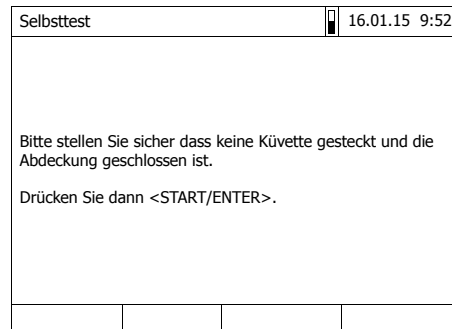 Selbsttest 16.01.15 9:52
Bitte stellen Sie sicher dass keine Küvette gesteckt und die
Abdeckung geschlossen ist.
Drücken Sie dann <START/ENTER>.